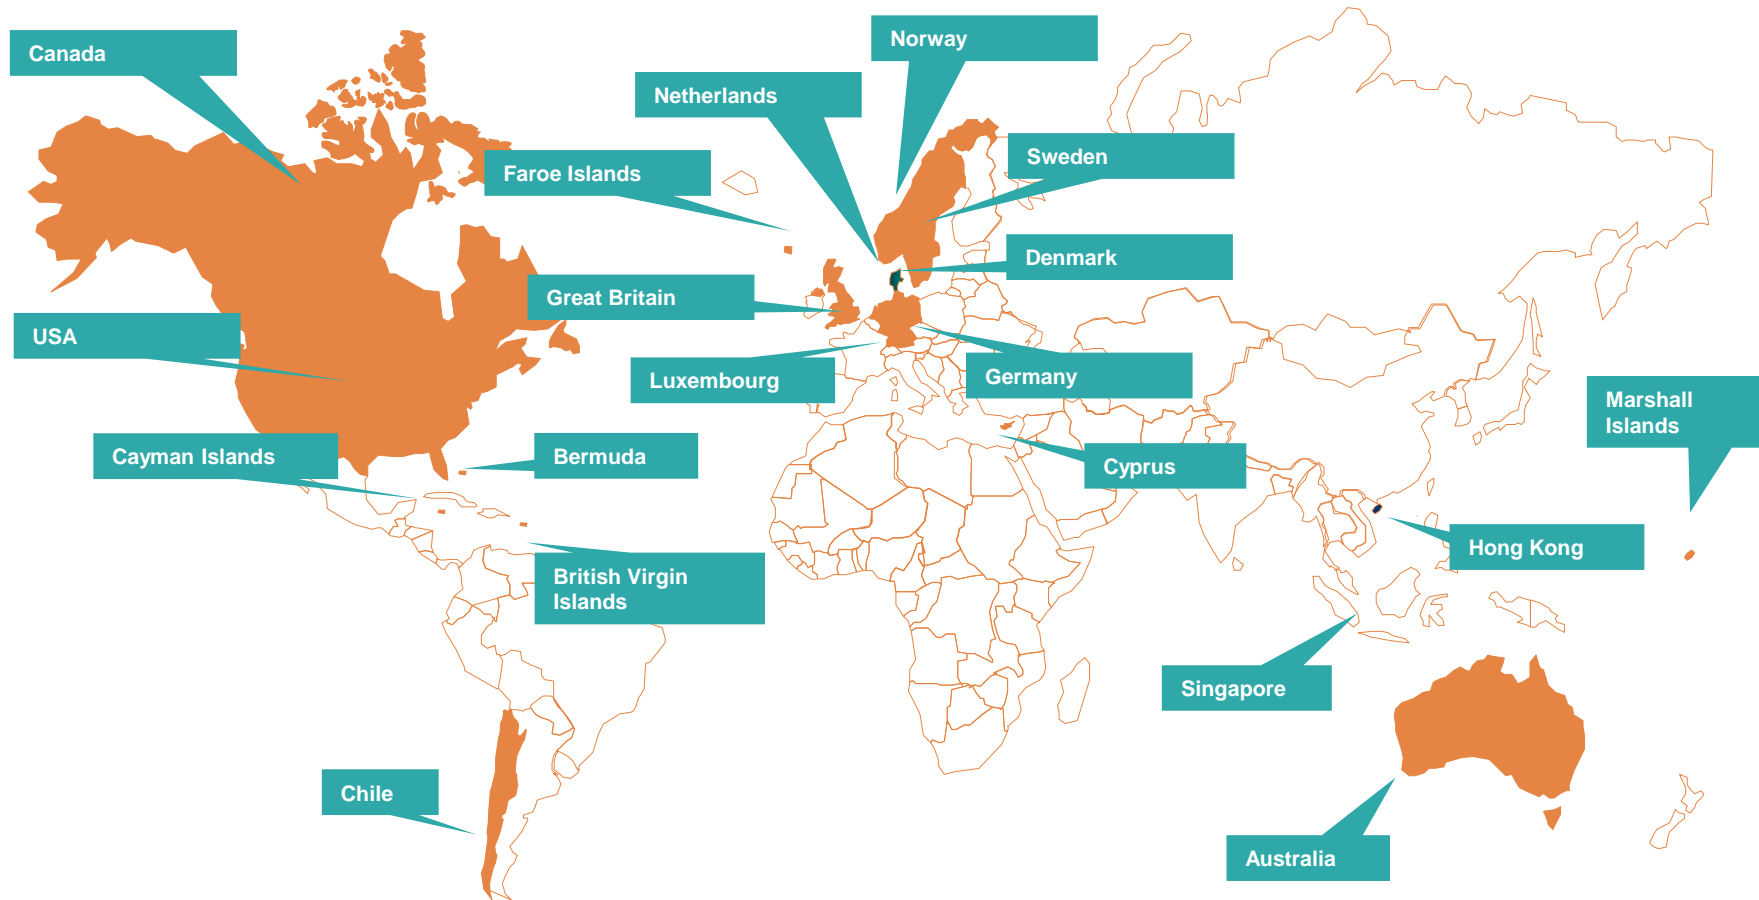 Canada
Norway
Netherlands
Sweden
Faroe Islands
Denmark
Great Britain
USA
Luxembourg
Germany
Marshall
Islands
Cayman Islands
Bermuda
Cyprus
Hong Kong
British Virgin
Islands
Singapore
Chile
Australia